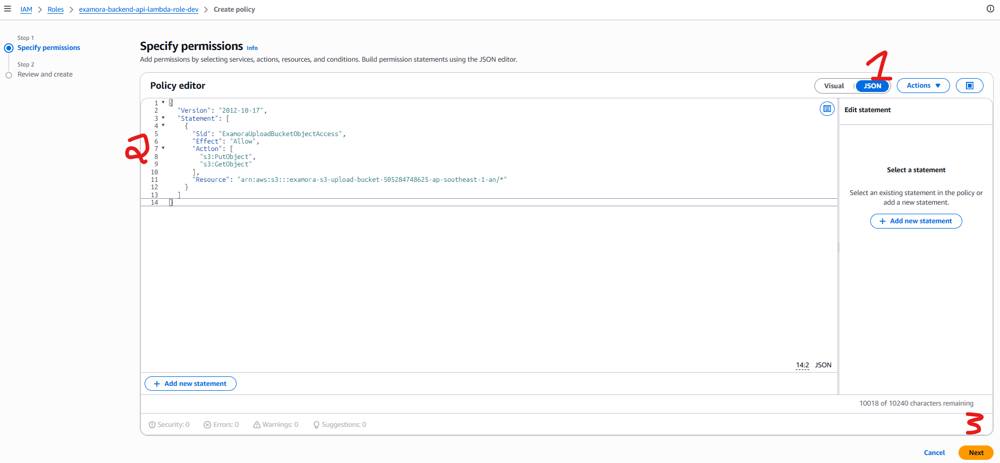 IAM > Roles > examora-backend-api-lambda-role-dev > Create policy
Step 1
Specify permissions
Step 2
Review and create
Specify permissions Info
Add permissions by selecting services, actions, resources, and conditions. Build permission statements using the JSON editor.
1
Policy editor
Visual | JSON
Actions
2
1 {
2 "Version": "2012-10-17",
3 "Statement": [
4 {
5 "Sid": "ExamoraUploadBucketObjectAccess",
6 "Effect": "Allow",
7 "Action": [
8 "s3:PutObject",
9 "s3:GetObject"
10 ],
11 "Resource": "arn:aws:s3:::examora-s3-upload-bucket-505284748625-ap-southeast-1-an/*"
12 }
13 ]
14 }
14:2 JSON
+ Add new statement
Edit statement
Select a statement
Select an existing statement in the policy or
add a new statement.
+ Add new statement
10018 of 10240 characters remaining
Security: 0 Errors: 0 Warnings: 0 Suggestions: 0
3
Cancel Next